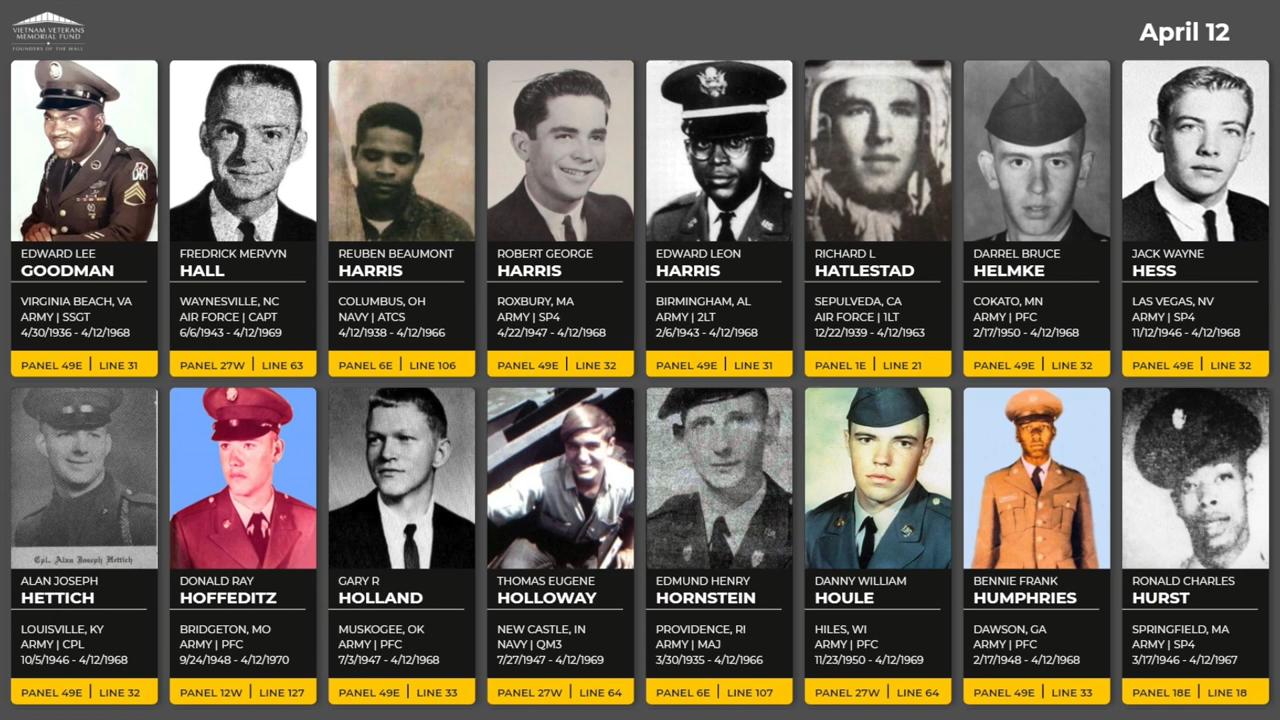 VIETNAM VETERANS
MEMORIAL FUND
FOUNDERS OF THE WALL
April 12
EDWARD LEE
GOODMAN
VIRGINIA BEACH, VA
ARMY | SSGT
4/30/1936 - 4/12/1968
PANEL 49E | LINE 31
FREDRICK MERVYN
HALL
WAYNESVILLE, NC
AIR FORCE | CAPT
6/6/1943 - 4/12/1969
PANEL 27W | LINE 63
REUBEN BEAUMONT
HARRIS
COLUMBUS, OH
NAVY | ATCS
4/12/1938 - 4/12/1966
PANEL 6E | LINE 106
ROBERT GEORGE
HARRIS
ROXBURY, MA
ARMY | SP4
4/22/1947 - 4/12/1968
PANEL 49E | LINE 32
EDWARD LEON
HARRIS
BIRMINGHAM, AL
ARMY | 2LT
2/6/1943 - 4/12/1968
PANEL 49E | LINE 31
RICHARD L
HATLESTAD
SEPULVEDA, CA
AIR FORCE | 1LT
12/22/1939 - 4/12/1963
PANEL 1E | LINE 21
DARREL BRUCE
HELMKE
COKATO, MN
ARMY | PFC
2/17/1950 - 4/12/1968
PANEL 49E | LINE 32
JACK WAYNE
HESS
LAS VEGAS, NV
ARMY | SP4
11/12/1946 - 4/12/1968
PANEL 49E | LINE 32
Cpl. Alan Joseph Hettich
ALAN JOSEPH
HETTICH
LOUISVILLE, KY
ARMY | CPL
10/5/1946 - 4/12/1968
PANEL 49E | LINE 32
DONALD RAY
HOFFEDITZ
BRIDGETON, MO
ARMY | PFC
9/24/1948 - 4/12/1970
PANEL 12W | LINE 127
GARY R
HOLLAND
MUSKOGEE, OK
ARMY | PFC
7/3/1947 - 4/12/1968
PANEL 49E | LINE 33
THOMAS EUGENE
HOLLOWAY
NEW CASTLE, IN
NAVY | QM3
7/27/1947 - 4/12/1969
PANEL 27W | LINE 64
EDMUND HENRY
HORNSTEIN
PROVIDENCE, RI
ARMY | MAJ
3/30/1935 - 4/12/1966
PANEL 6E | LINE 107
DANNY WILLIAM
HOULE
HILES, WI
ARMY | PFC
11/23/1950 - 4/12/1969
PANEL 27W | LINE 64
BENNIE FRANK
HUMPHRIES
DAWSON, GA
ARMY | PFC
2/17/1948 - 4/12/1968
PANEL 49E | LINE 33
RONALD CHARLES
HURST
SPRINGFIELD, MA
ARMY | SP4
3/17/1946 - 4/12/1967
PANEL 18E | LINE 18